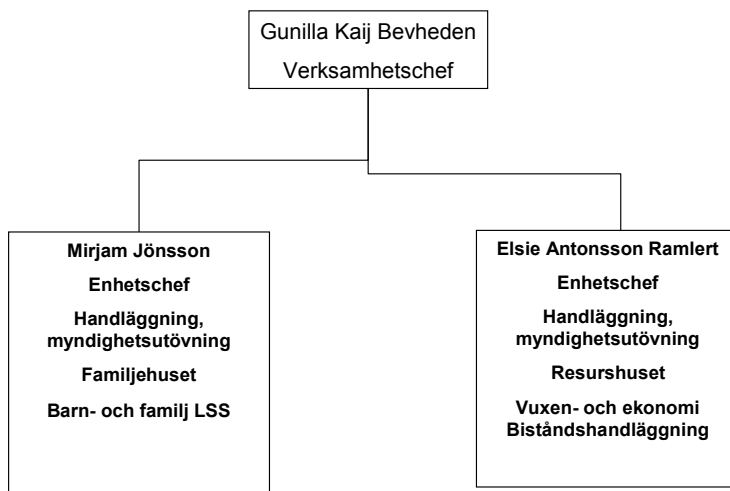 Gunilla Kaij Bevheden
Verksamhetschef
Mirjam Jönsson
Enhetschef
Handläggning,
myndighetsutövning
Familjehuset
Barn- och familj LSS
Elsie Antonsson Ramlert
Enhetschef
Handläggning,
myndighetsutövning
Resurshuset
Vuxen- och ekonomi
Biståndshandläggning